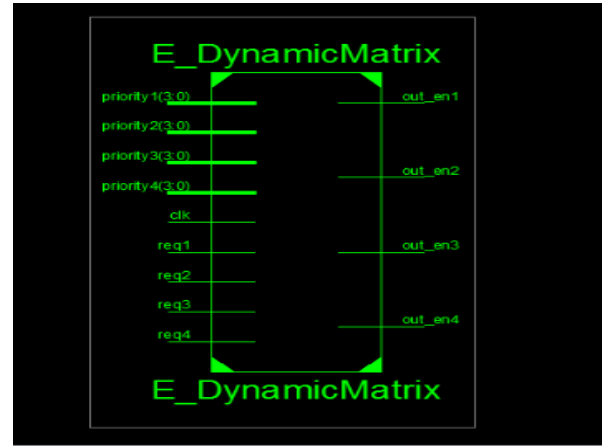 E_DynamicMatrix
priority1(3:0)
out_en1
priority2(3:0)
priority3(3:0)
out_en2
priority4(3:0)
clk
req1
out_en3
req2
req3
out_en4
req4
E_DynamicMatrix